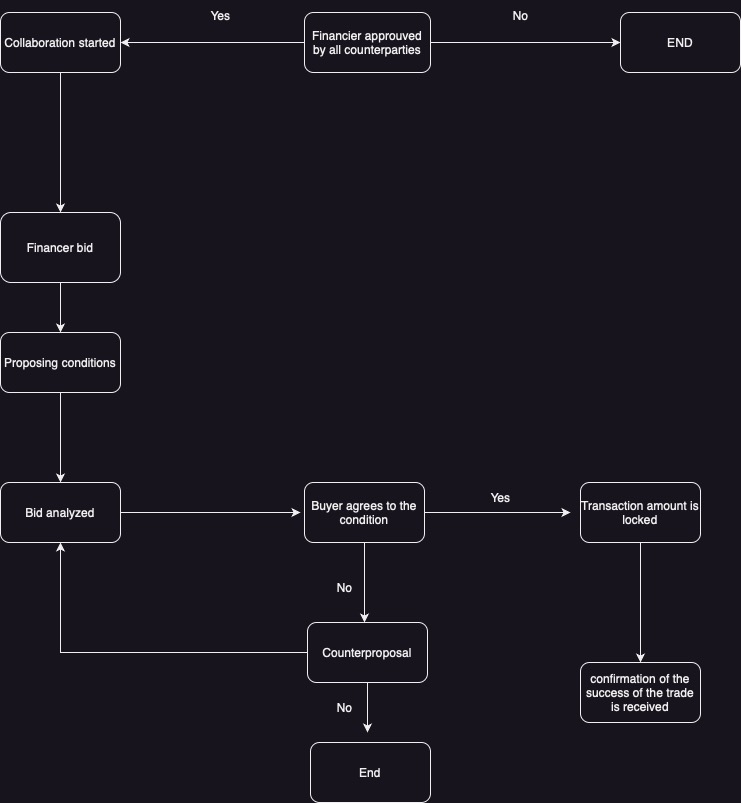 Yes
No
Collaboration started
Financier approuved
by all counterparties
END
Financer bid
Proposing conditions
Bid analyzed
Buyer agrees to the
condition
Yes
Transaction amount is
locked
No
Counterproposal
confirmation of the
success of the trade
is received
No
End